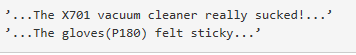 ’...The X701 vacuum cleaner really sucked!...’
’...The gloves(P180) felt sticky...’